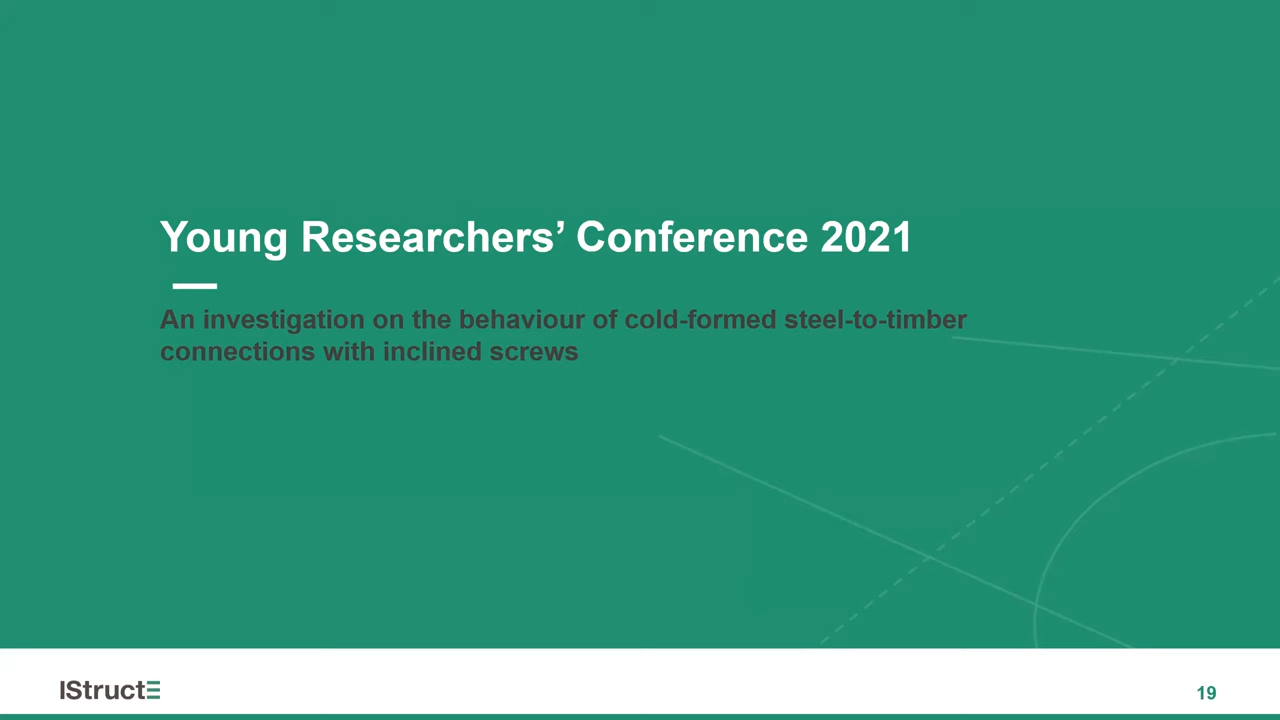 Young Researchers’ Conference 2021
An investigation on the behaviour of cold-formed steel-to-timber
connections with inclined screws
IStructE
19